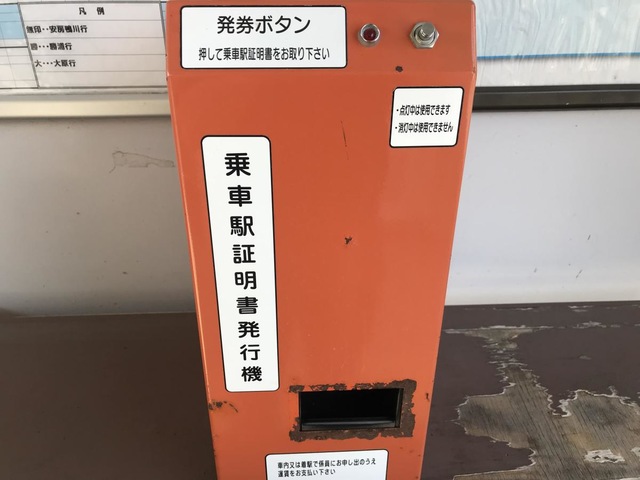 凡例
無印‥安房鴨川行
勝‥‥勝浦行
大‥‥大原行
発券ボタン
押して乗車駅証明書をお取り下さい
・点灯中は使用できます
・消灯中は使用できません
乗車駅証明書発行機
車内又は着駅で係員にお申し出のうえ
運賃をお支払い下さい